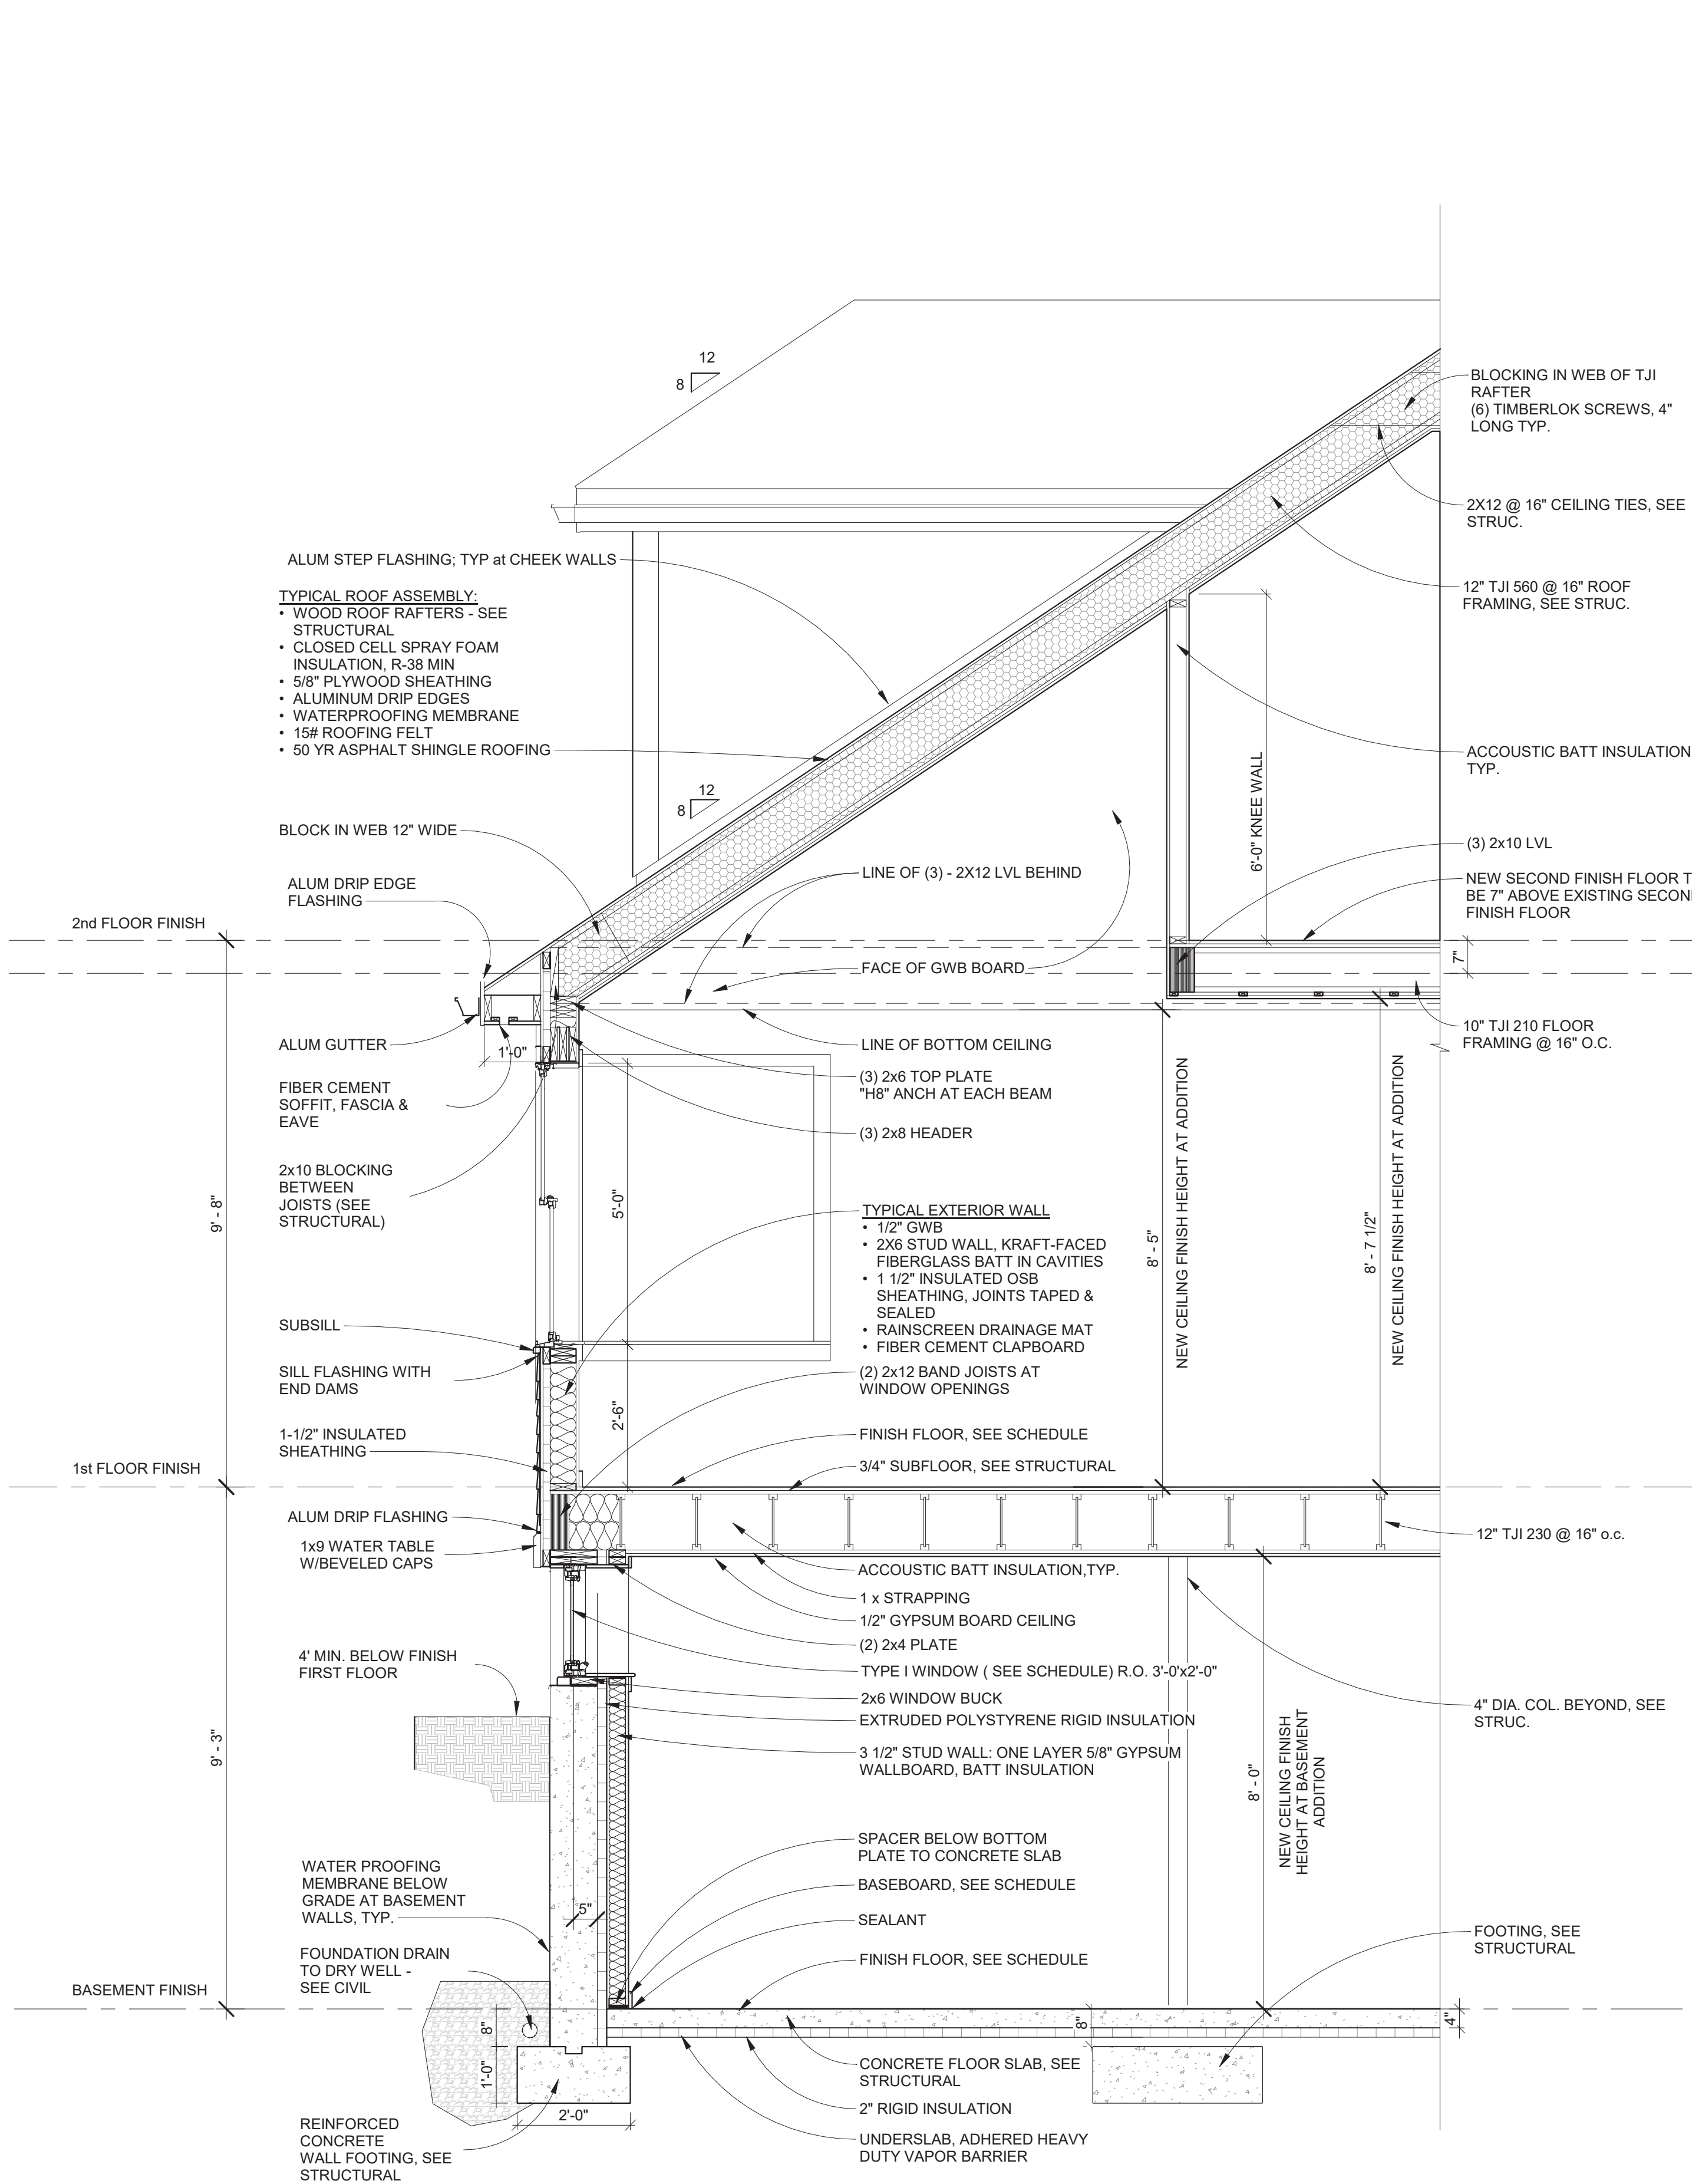 12
8
BLOCKING IN WEB OF TJI
RAFTER
(6) TIMBERLOK SCREWS, 4"
LONG TYP.
2X12 @ 16" CEILING TIES, SEE
STRUC.
ALUM STEP FLASHING; TYP at CHEEK WALLS
12" TJI 560 @ 16" ROOF
FRAMING, SEE STRUC.
TYPICAL ROOF ASSEMBLY:
• WOOD ROOF RAFTERS - SEE
STRUCTURAL
• CLOSED CELL SPRAY FOAM
INSULATION, R-38 MIN
• 5/8" PLYWOOD SHEATHING
• ALUMINUM DRIP EDGES
• WATERPROOFING MEMBRANE
• 15# ROOFING FELT
• 50 YR ASPHALT SHINGLE ROOFING
ACCOUSTIC BATT INSULATION
TYP.
6'-0" KNEE WALL
12
8
BLOCK IN WEB 12" WIDE
(3) 2x10 LVL
LINE OF (3) - 2X12 LVL BEHIND
ALUM DRIP EDGE
FLASHING
NEW SECOND FINISH FLOOR T
BE 7" ABOVE EXISTING SECON
FINISH FLOOR
2nd FLOOR FINISH
7"
FACE OF GWB BOARD
ALUM GUTTER
1'-0"
LINE OF BOTTOM CEILING
10" TJI 210 FLOOR
FRAMING @ 16" O.C.
FIBER CEMENT
SOFFIT, FASCIA &
EAVE
(3) 2x6 TOP PLATE
"H8" ANCH AT EACH BEAM
(3) 2x8 HEADER
2x10 BLOCKING
BETWEEN
JOISTS (SEE
STRUCTURAL)
9' - 8"
5'-0"
TYPICAL EXTERIOR WALL
• 1/2" GWB
• 2X6 STUD WALL, KRAFT-FACED
FIBERGLASS BATT IN CAVITIES
• 1 1/2" INSULATED OSB
SHEATHING, JOINTS TAPED &
SEALED
• RAINSCREEN DRAINAGE MAT
• FIBER CEMENT CLAPBOARD
8' - 5"
NEW CEILING FINISH HEIGHT AT ADDITION
8' - 7 1/2"
NEW CEILING FINISH HEIGHT AT ADDITION
SUBSILL
SILL FLASHING WITH
END DAMS
(2) 2x12 BAND JOISTS AT
WINDOW OPENINGS
2'-6"
1-1/2" INSULATED
SHEATHING
FINISH FLOOR, SEE SCHEDULE
3/4" SUBFLOOR, SEE STRUCTURAL
1st FLOOR FINISH
ALUM DRIP FLASHING
1x9 WATER TABLE
W/BEVELED CAPS
12" TJI 230 @ 16" o.c.
ACCOUSTIC BATT INSULATION,TYP.
1 x STRAPPING
1/2" GYPSUM BOARD CEILING
(2) 2x4 PLATE
4' MIN. BELOW FINISH
FIRST FLOOR
TYPE I WINDOW ( SEE SCHEDULE) R.O. 3'-0'x2'-0"
2x6 WINDOW BUCK
EXTRUDED POLYSTYRENE RIGID INSULATION
4" DIA. COL. BEYOND, SEE
STRUC.
3 1/2" STUD WALL: ONE LAYER 5/8" GYPSUM
WALLBOARD, BATT INSULATION
9' - 3"
8' - 0"
NEW CEILING FINISH
HEIGHT AT BASEMENT
ADDITION
SPACER BELOW BOTTOM
PLATE TO CONCRETE SLAB
WATER PROOFING
MEMBRANE BELOW
GRADE AT BASEMENT
WALLS, TYP.
BASEBOARD, SEE SCHEDULE
5"
SEALANT
FOOTING, SEE
STRUCTURAL
FOUNDATION DRAIN
TO DRY WELL -
SEE CIVIL
FINISH FLOOR, SEE SCHEDULE
BASEMENT FINISH
8"
8"
4"
1'-0"
CONCRETE FLOOR SLAB, SEE
STRUCTURAL
2'-0"
2" RIGID INSULATION
REINFORCED
CONCRETE
WALL FOOTING, SEE
STRUCTURAL
UNDERSLAB, ADHERED HEAVY
DUTY VAPOR BARRIER